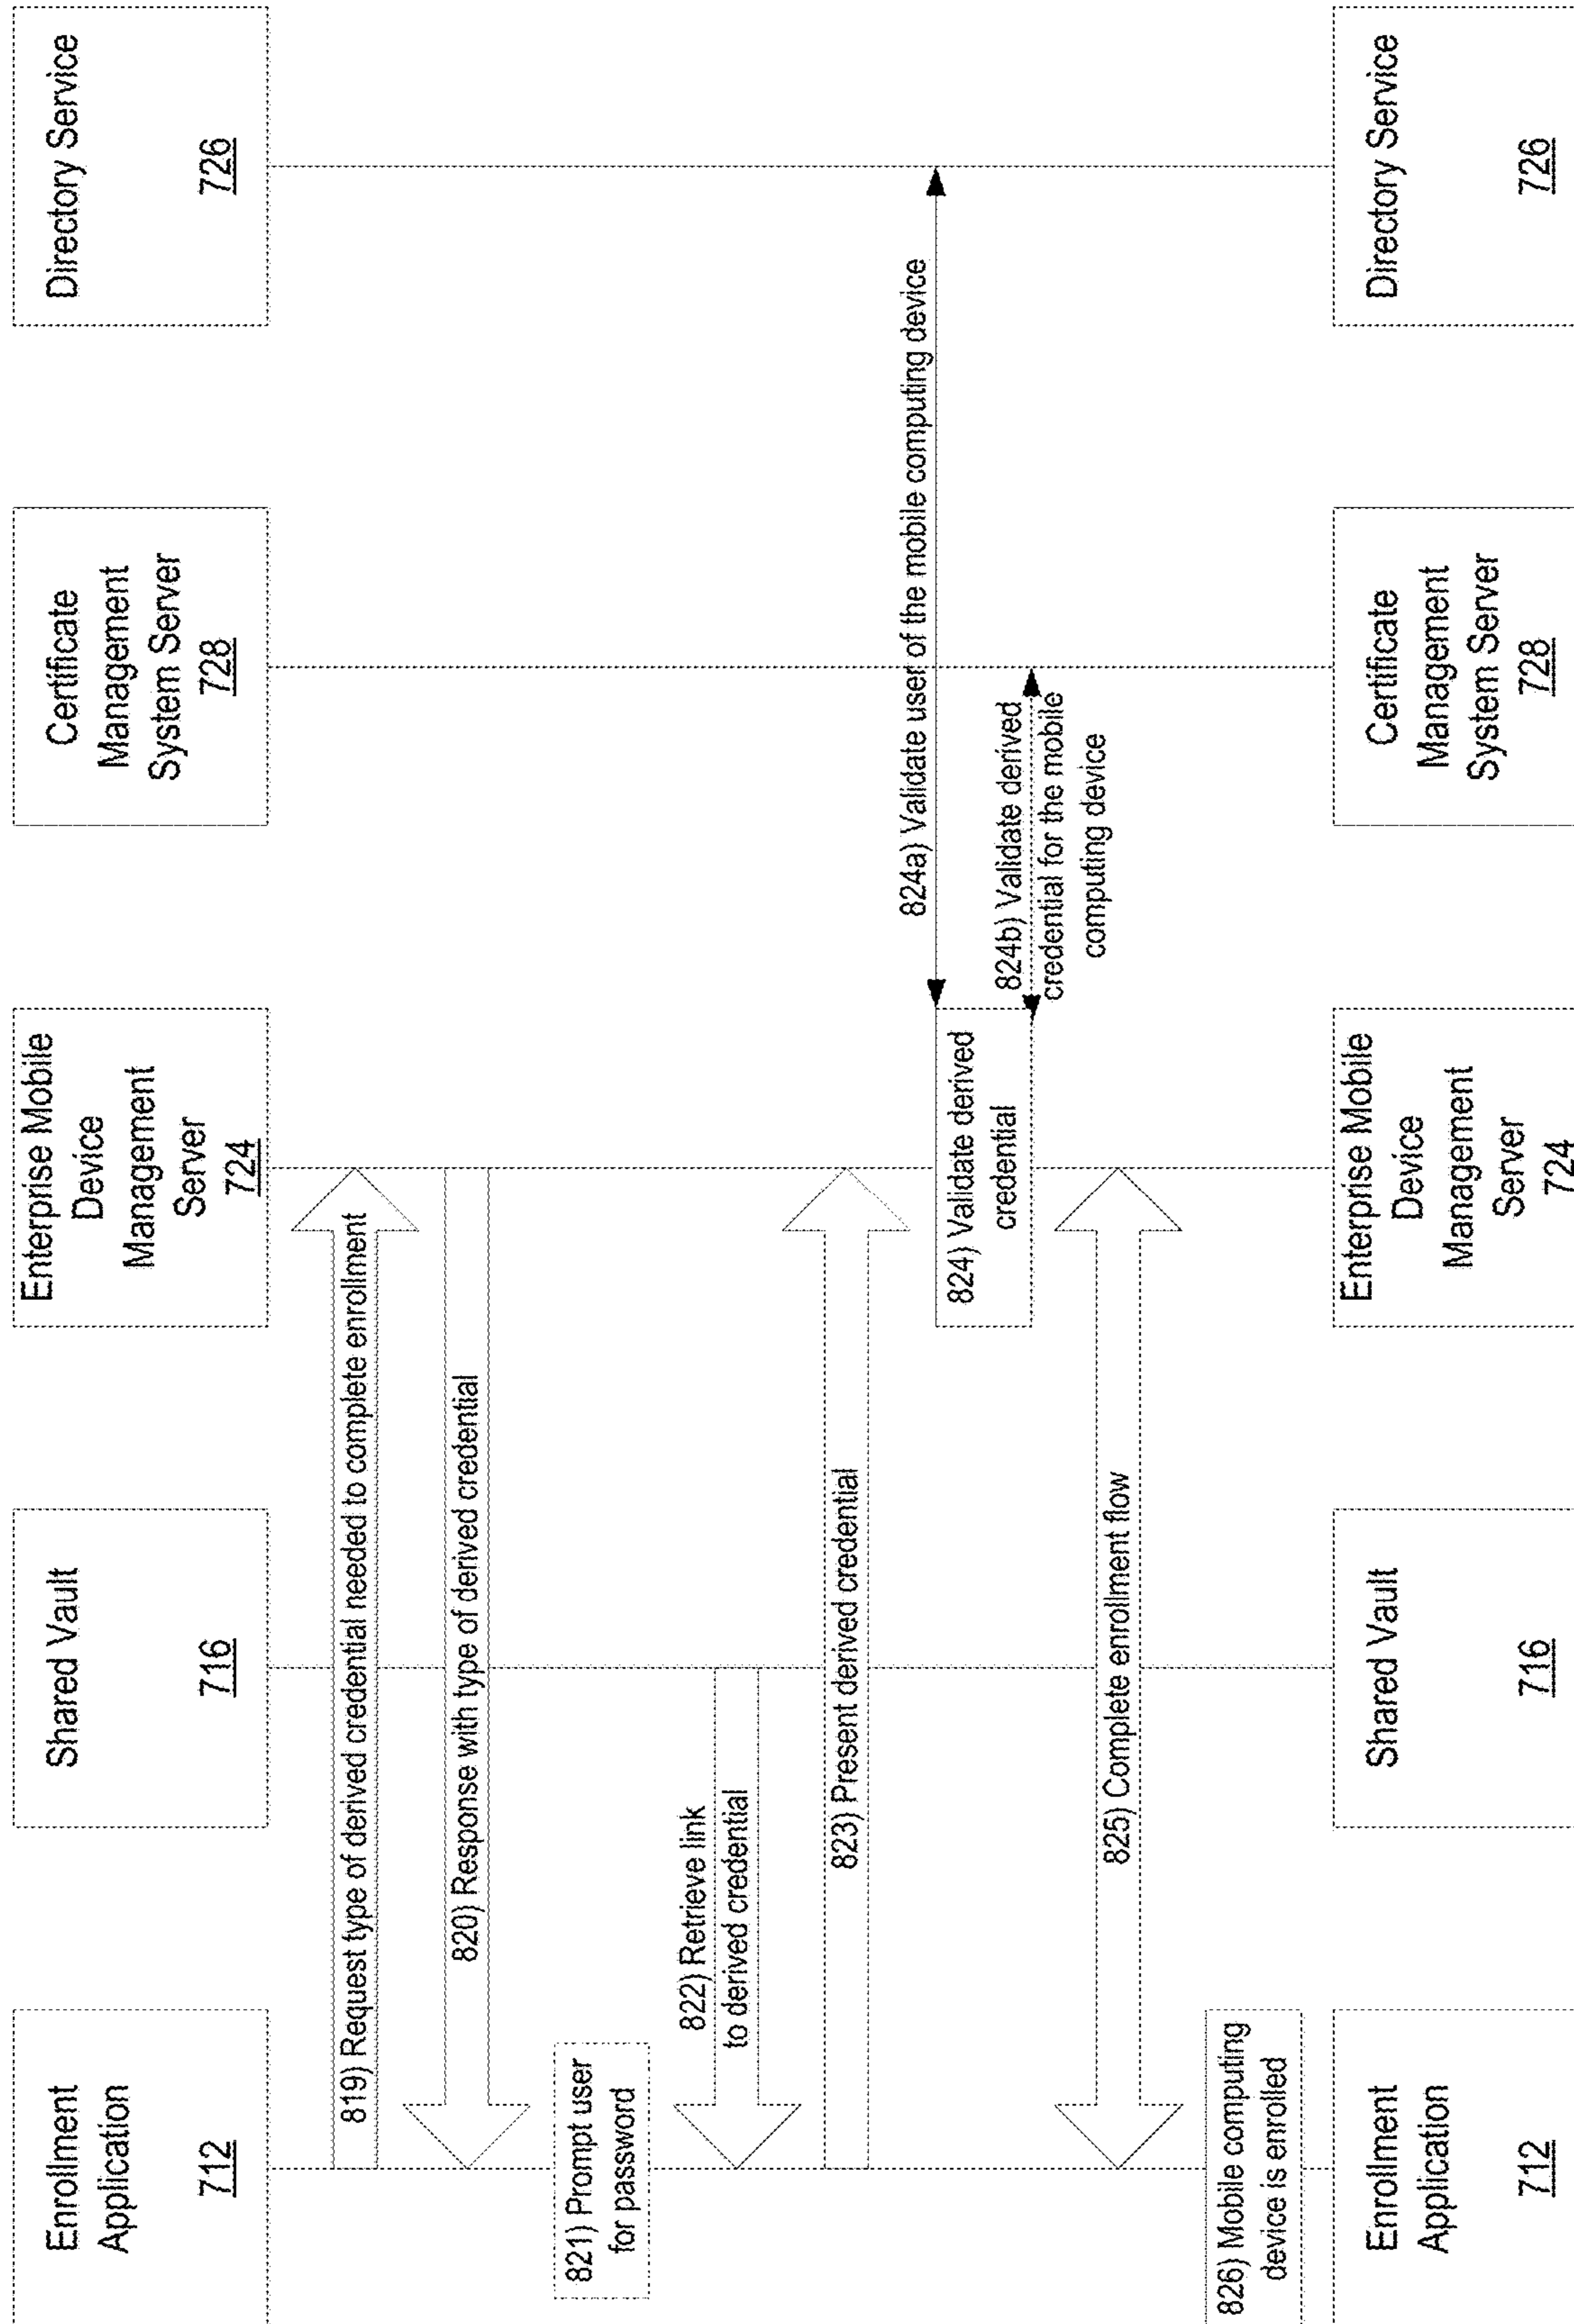 Enrollment
Application
712
Shared Vault
716
Enterprise Mobile
Device
Management
Server
724
Certificate
Management
System Server
728
Directory Service
726
819) Request type of derived credential needed to complete enrollment
820) Response with type of derived credential
821) Prompt user
for password
822) Retrieve link
to derived credential
823) Present derived credential
824) Validate derived
credential
824a) Validate user of the mobile computing device
824b) Validate derived
credential for the mobile
computing device
825) Complete enrollment flow
826) Mobile computing
device is enrolled
Enrollment
Application
712
Shared Vault
716
Enterprise Mobile
Device
Management
Server
724
Certificate
Management
System Server
728
Directory Service
726